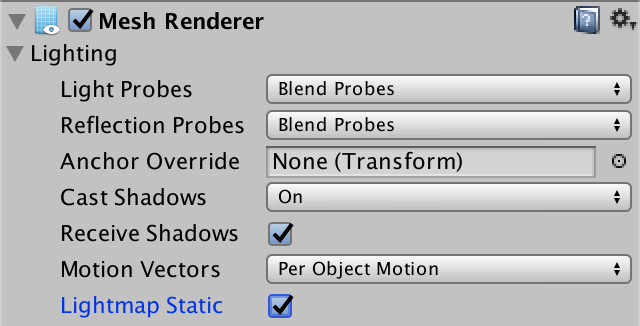 Mesh Renderer
Lighting
Light Probes Blend Probes
Reflection Probes Blend Probes
Anchor Override None (Transform)
Cast Shadows On
Receive Shadows
Motion Vectors Per Object Motion
Lightmap Static